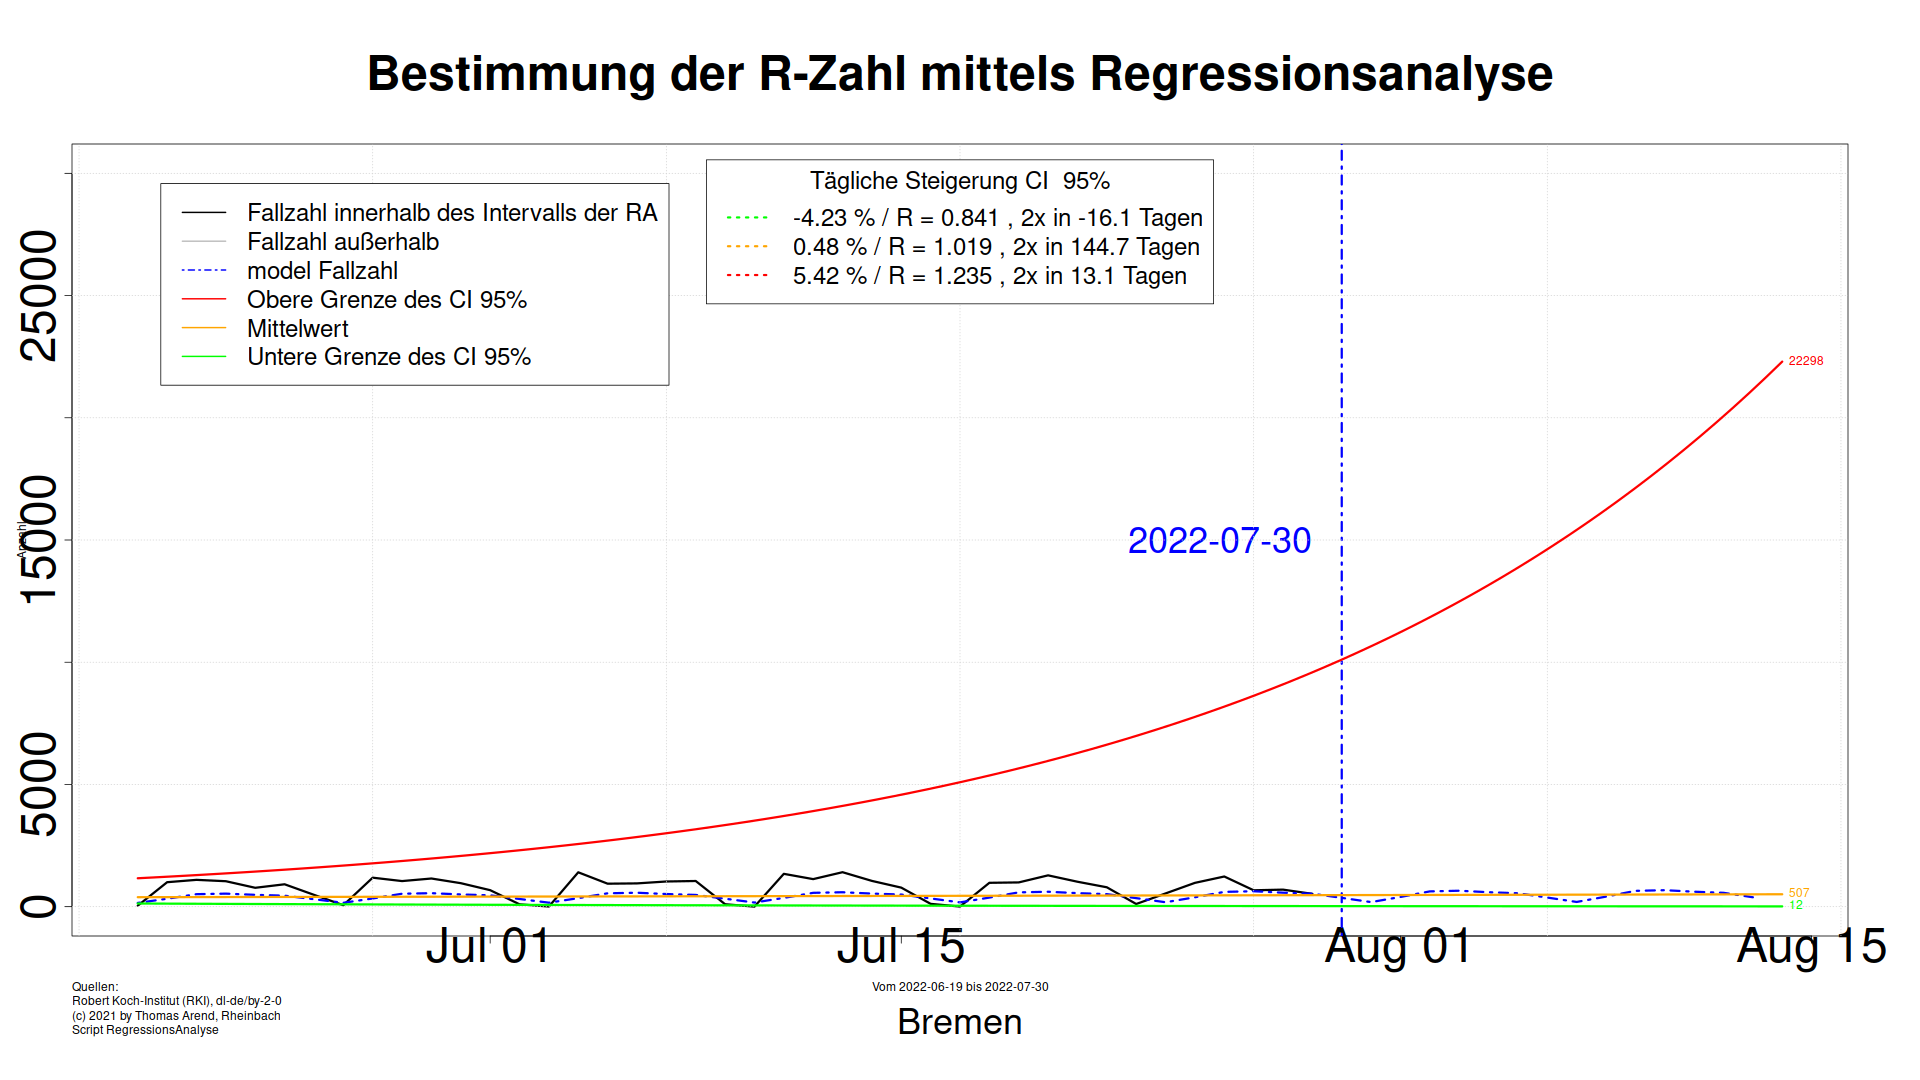 Bestimmung der R-Zahl mittels Regressionsanalyse
Fallzahl innerhalb des Intervalls der RA
Fallzahl außerhalb
model Fallzahl
Obere Grenze des CI 95%
Mittelwert
Untere Grenze des CI 95%
Tägliche Steigerung CI 95%
-4.23 % / R = 0.841 , 2x in -16.1 Tagen
0.48 % / R = 1.019 , 2x in 144.7 Tagen
5.42 % / R = 1.235 , 2x in 13.1 Tagen
25000
15000
5000
0
Anzahl
2022-07-30
22298
507
12
Jul 01
Jul 15
Aug 01
Aug 15
Quellen:
Robert Koch-Institut (RKI), dl-de/by-2-0
(c) 2021 by Thomas Arend, Rheinbach
Script RegressionsAnalyse
Vom 2022-06-19 bis 2022-07-30
Bremen